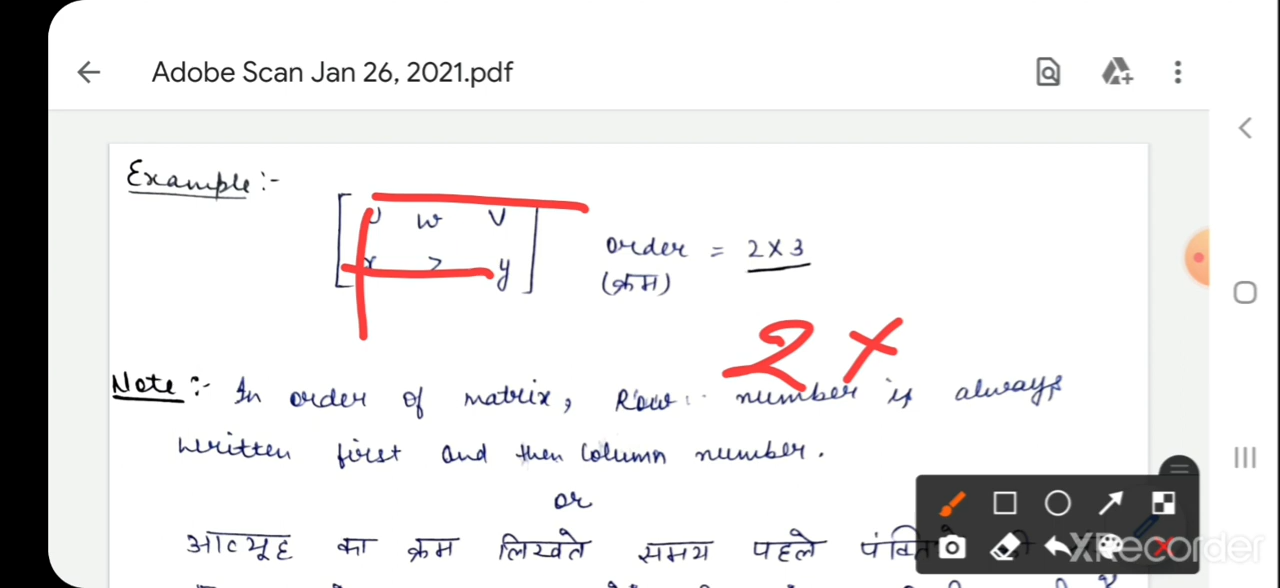 Adobe Scan Jan 26, 2021.pdf
Example :-
w v
y
order = 2 X 3
(क्रम)
2 X
Note :- In order of matrix, Row number is always
written first and then Column number.
or
आव्यूह का क्रम लिखते समय पहले
XRecorder